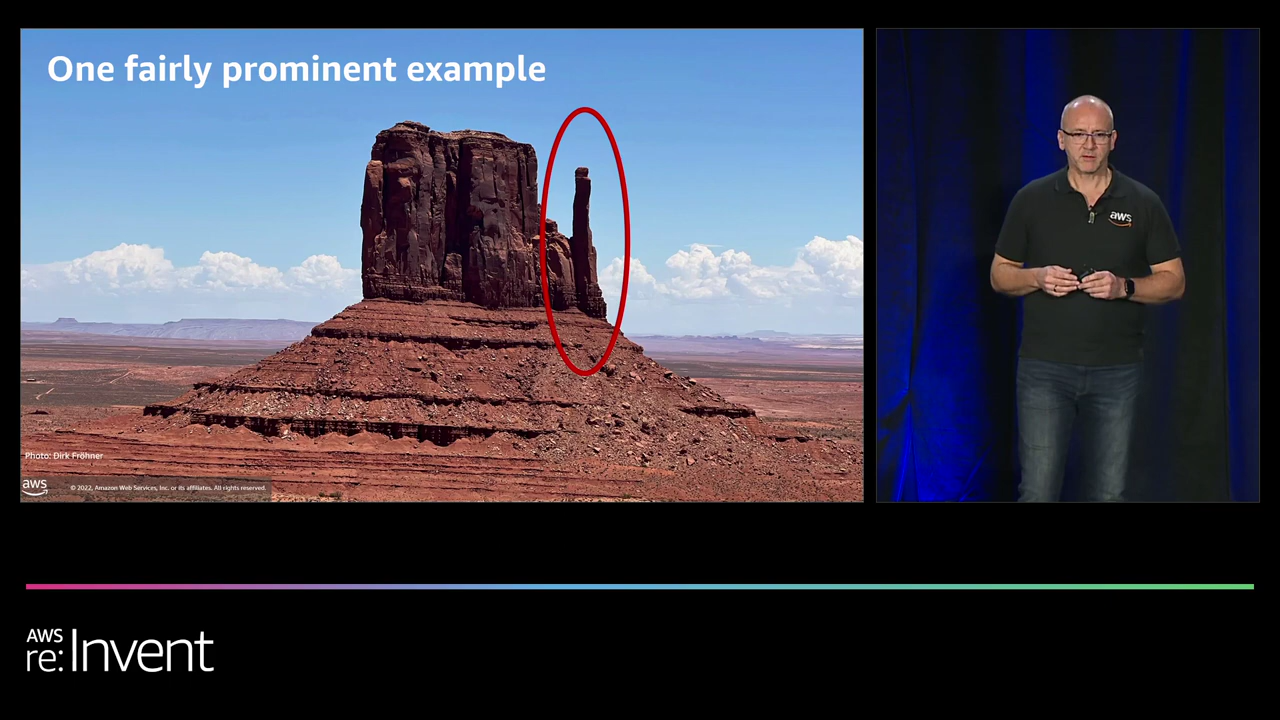 One fairly prominent example
Photo: Dirk Fröhner
aws
© 2022, Amazon Web Services, Inc. or its affiliates. All rights reserved.
aws
AWS
re:Invent